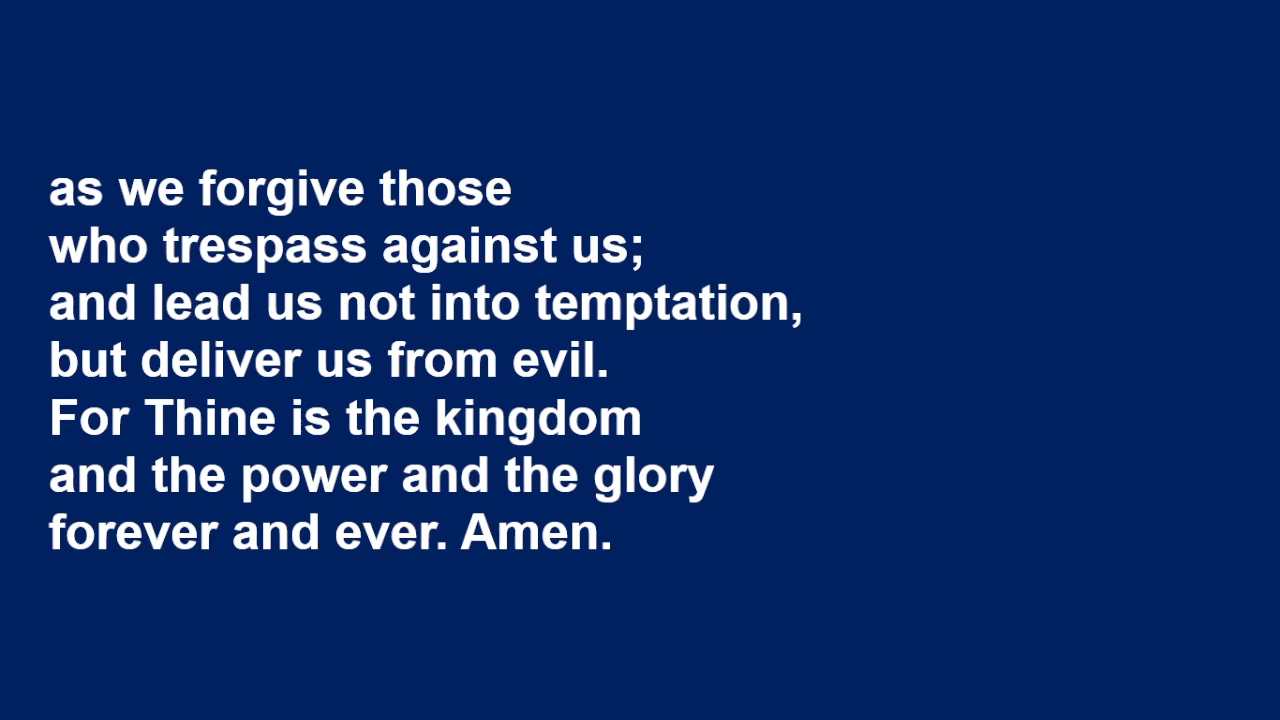 as we forgive those
who trespass against us;
and lead us not into temptation,
but deliver us from evil.
For Thine is the kingdom
and the power and the glory
forever and ever. Amen.